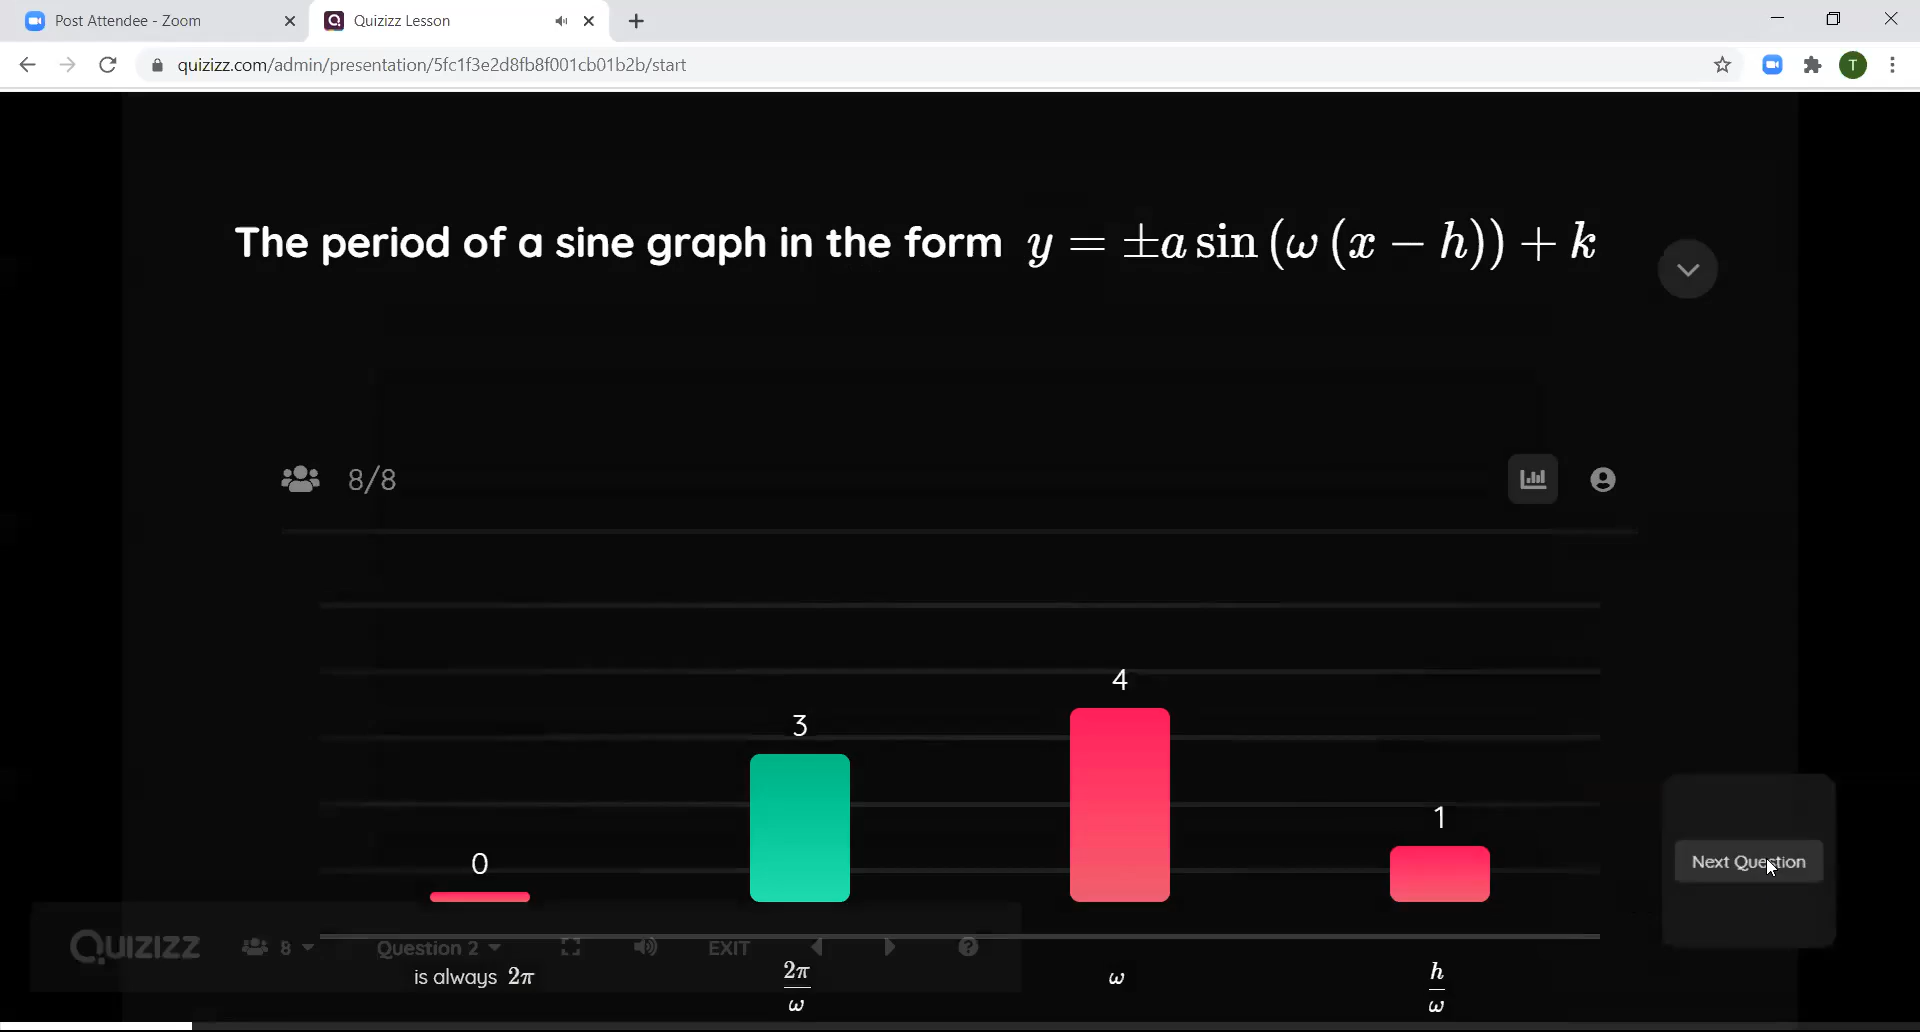 Post Attendee - Zoom
Quizizz Lesson
quizizz.com/admin/presentation/5fc1f3e2d8fb8f001cb01b2b/start
T
The period of a sine graph in the form y = ±a sin (ω (x − h)) + k
8/8
0
3
4
1
Next Question
QUIZIZZ
8
Question 2
EXIT
?
is always 2π
2π/ω
ω
h/ω